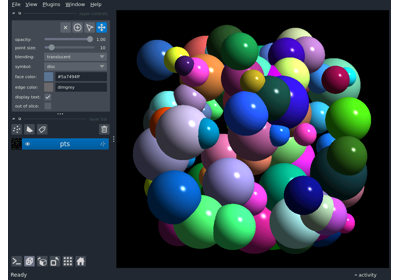 File View Plugins Window Help
opacity: 1.00
point size: 10
blending: translucent
symbol: disc
face color: #5a7494ff
edge color: dimgrey
display text: ✓
out of slice:
pts
Ready
activity